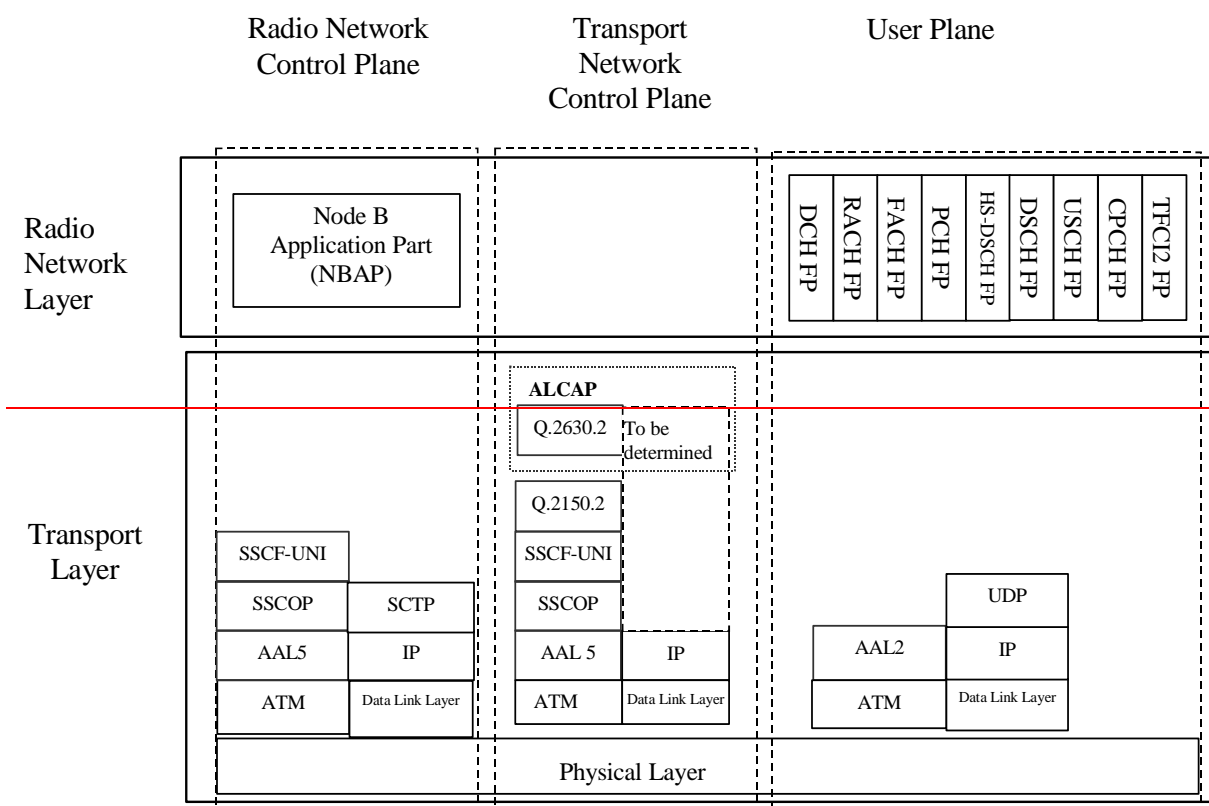 Radio Network
Control Plane
Transport
Network
Control Plane
User Plane
Radio
Network
Layer
Node B
Application Part
(NBAP)
DCH FP
RACH FP
FACH FP
PCH FP
HS-DSCH FP
DSCH FP
USCH FP
CPCH FP
TFCI2 FP
Transport
Layer
SSCF-UNI
SSCOP
SCTP
AAL5
IP
ATM
Data Link Layer
ALCAP
Q.2630.2
To be
determined
Q.2150.2
SSCF-UNI
SSCOP
AAL 5
IP
ATM
Data Link Layer
UDP
AAL2
IP
ATM
Data Link Layer
Physical Layer